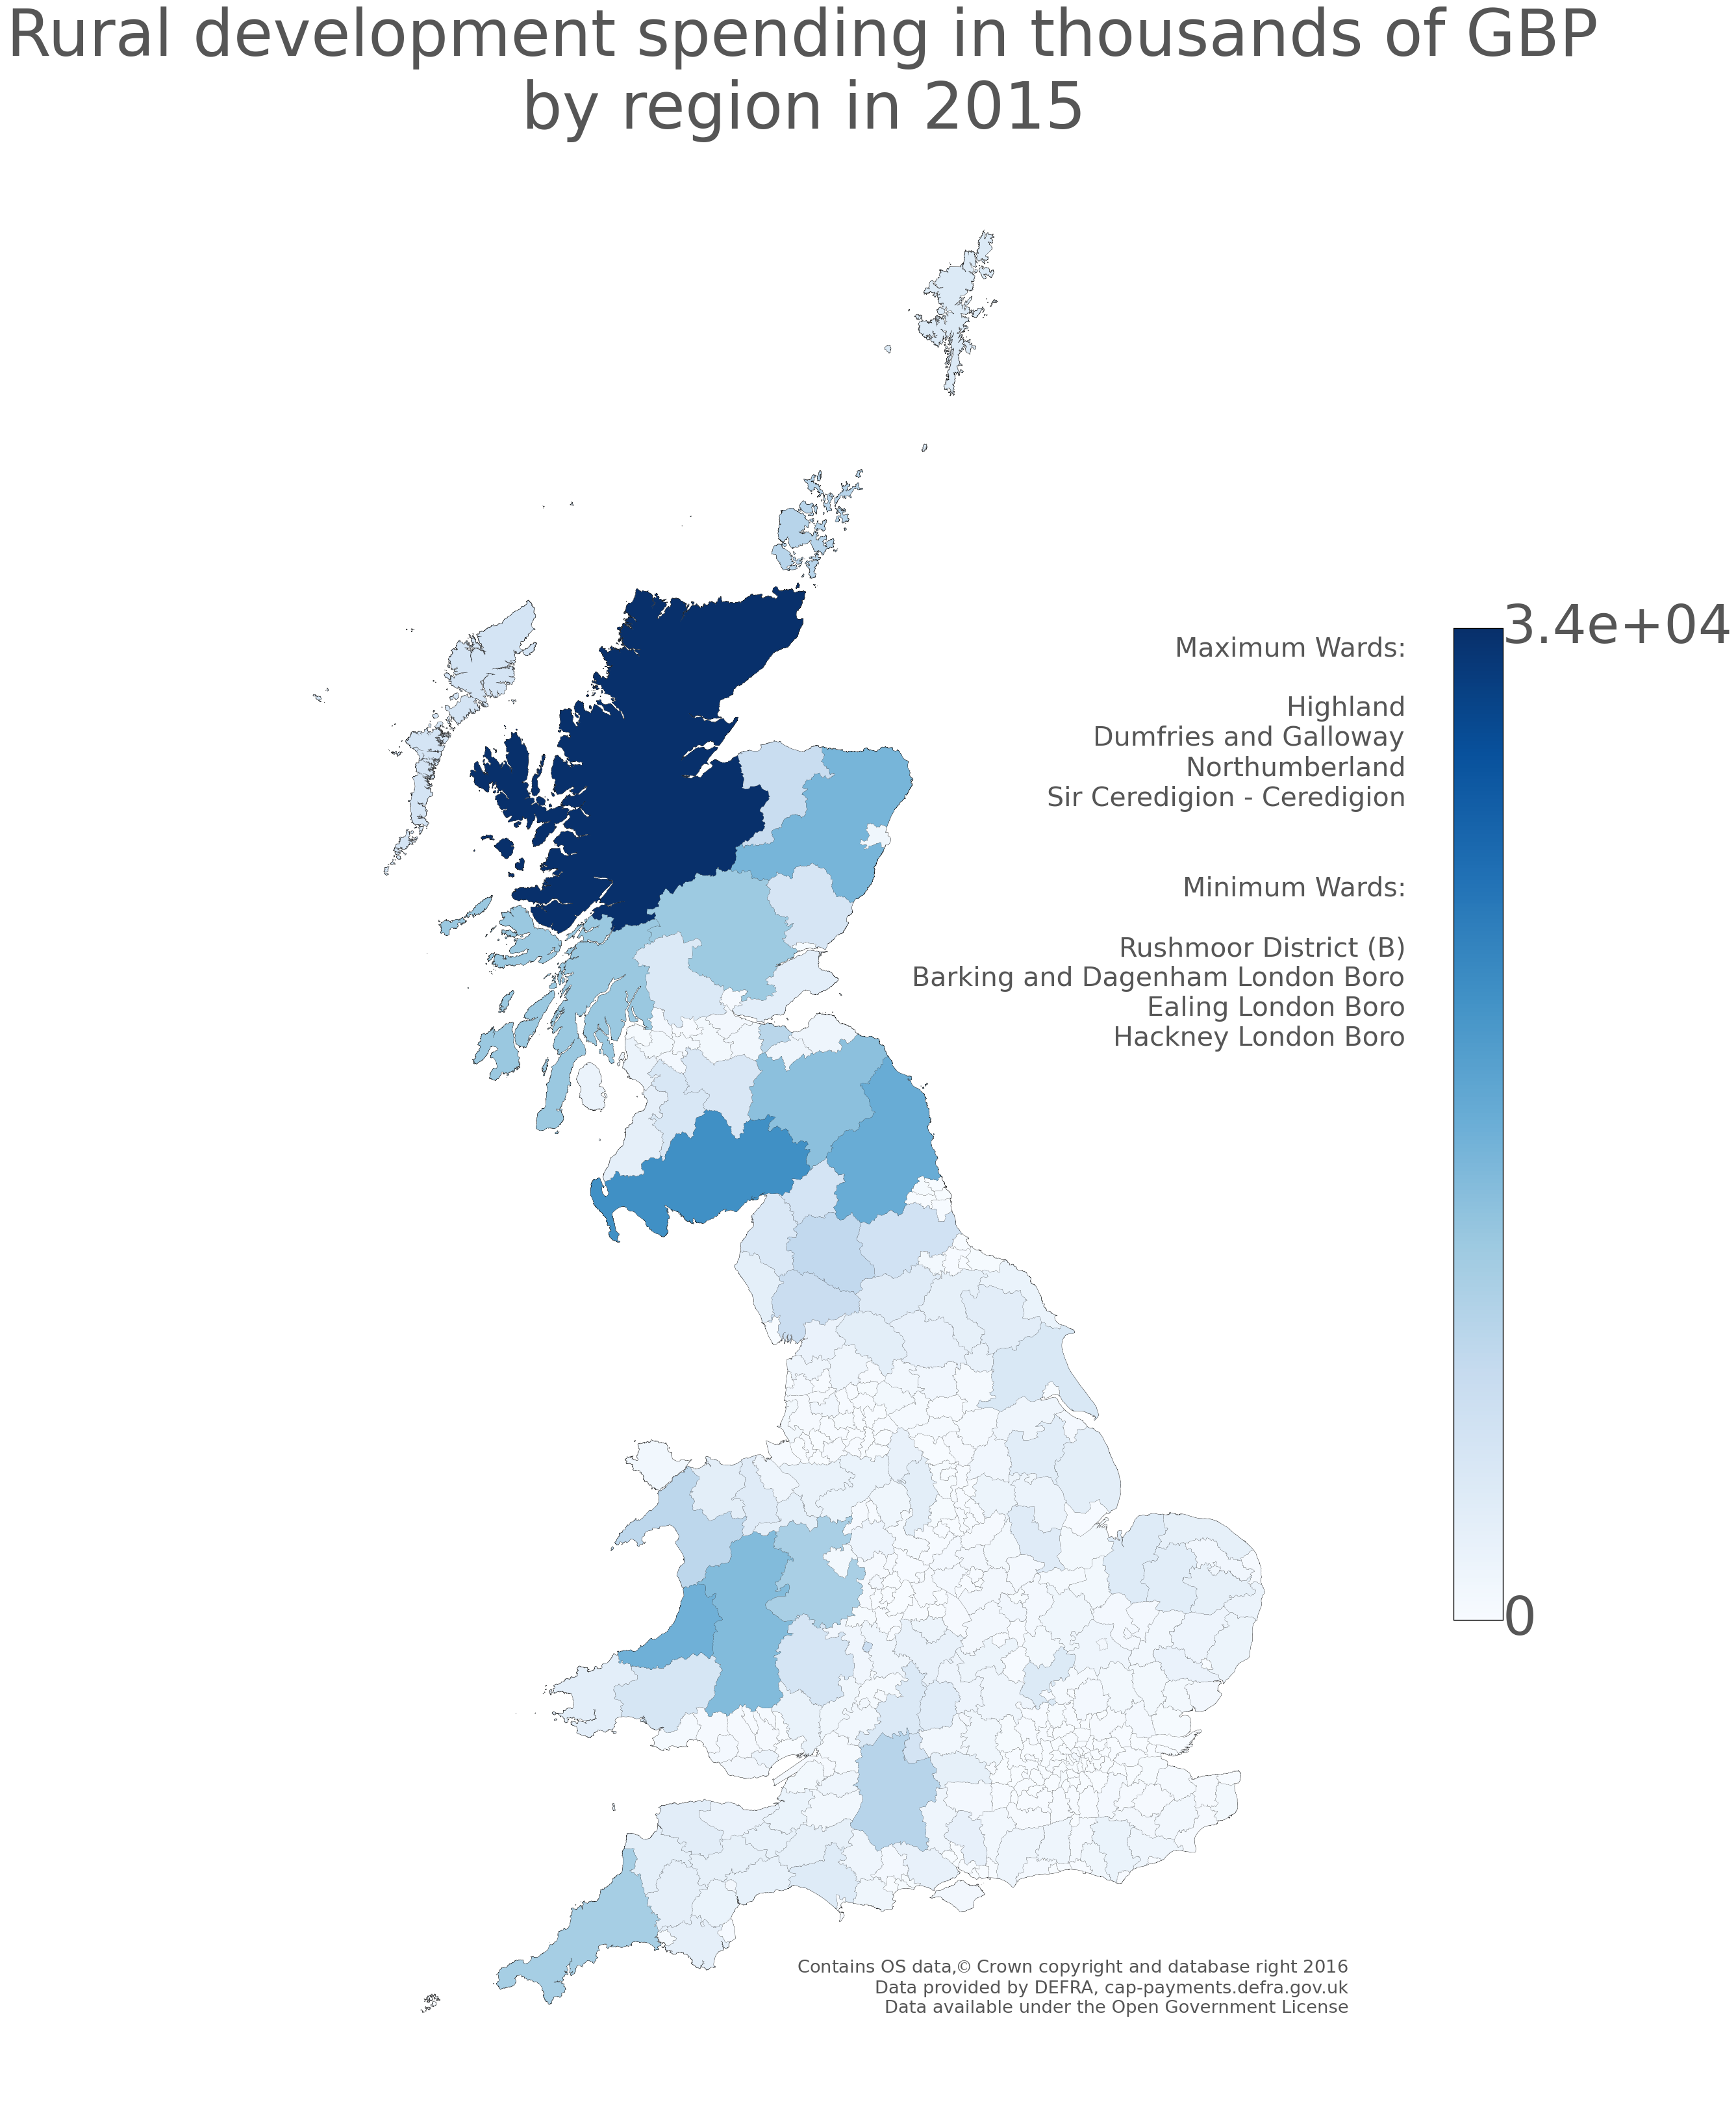 Rural development spending in thousands of GBP
by region in 2015
3.4e+04
Maximum Wards:
Highland
Dumfries and Galloway
Northumberland
Sir Ceredigion - Ceredigion
Minimum Wards:
Rushmoor District (B)
Barking and Dagenham London Boro
Ealing London Boro
Hackney London Boro
0
Contains OS data,© Crown copyright and database right 2016
Data provided by DEFRA, cap-payments.defra.gov.uk
Data available under the Open Government License